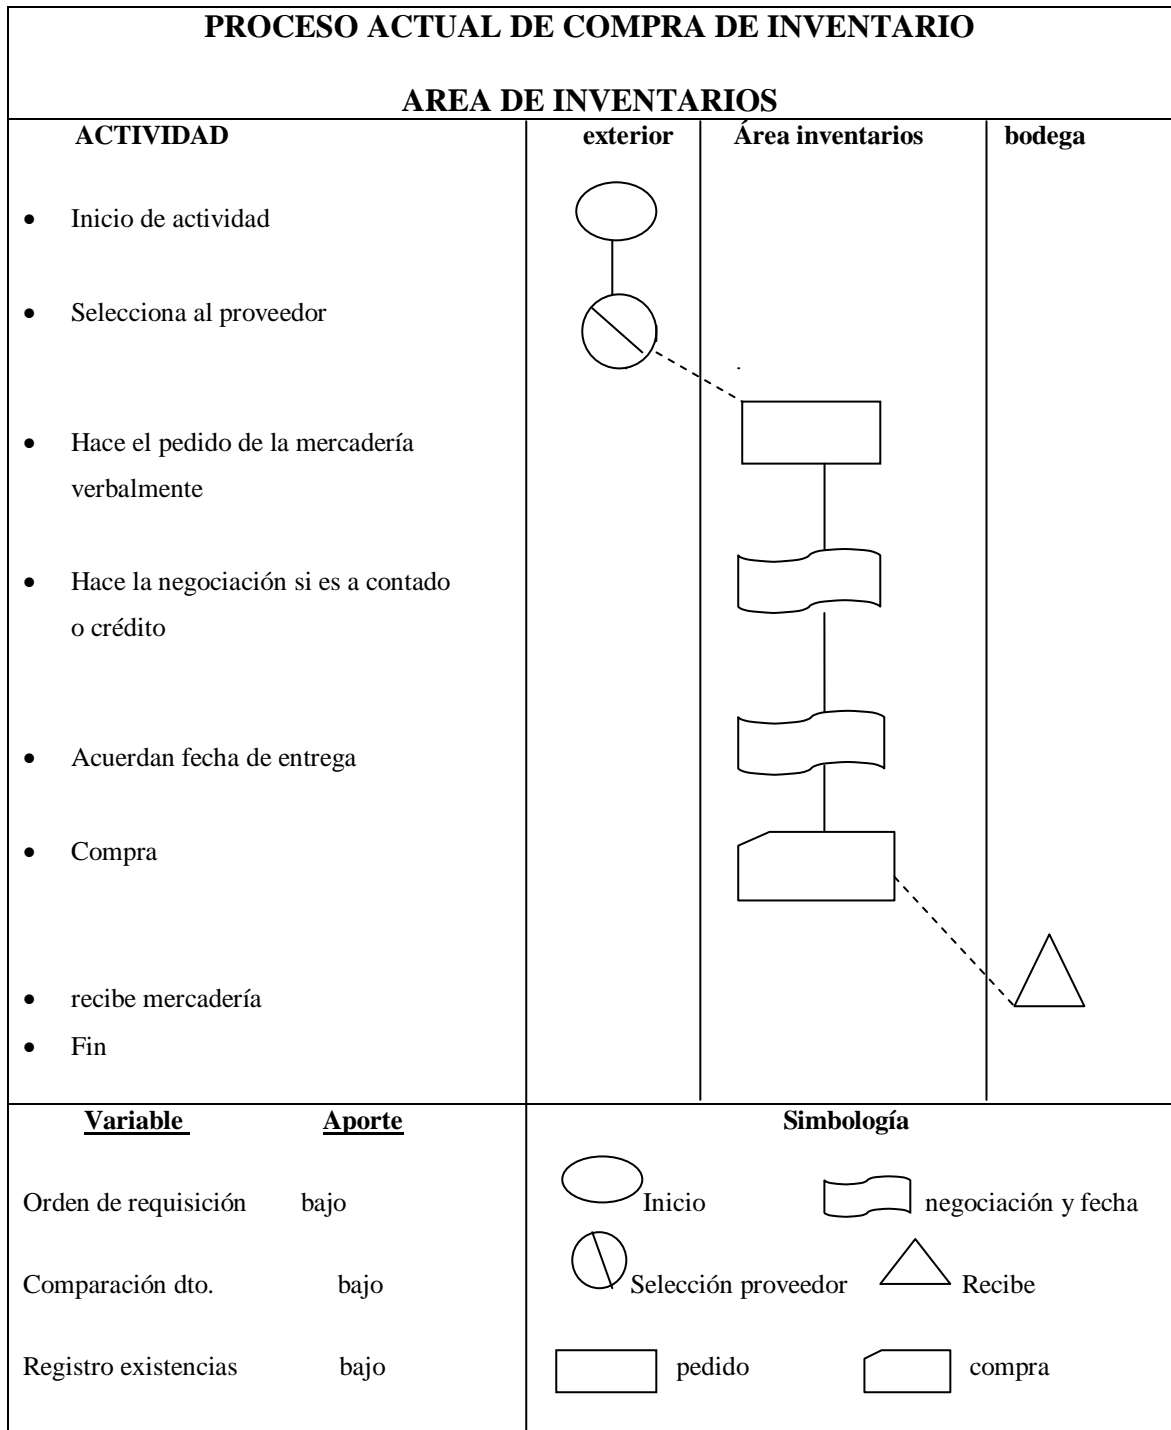 PROCESO ACTUAL DE COMPRA DE INVENTARIO
AREA DE INVENTARIOS
ACTIVIDAD exterior Área inventarios bodega
• Inicio de actividad
• Selecciona al proveedor
• Hace el pedido de la mercadería
verbalmente
• Hace la negociación si es a contado
o crédito
• Acuerdan fecha de entrega
• Compra
• recibe mercadería
• Fin
Variable Aporte
Orden de requisición bajo
Comparación dto. bajo
Registro existencias bajo
Simbología
Inicio negociación y fecha
Selección proveedor Recibe
pedido compra